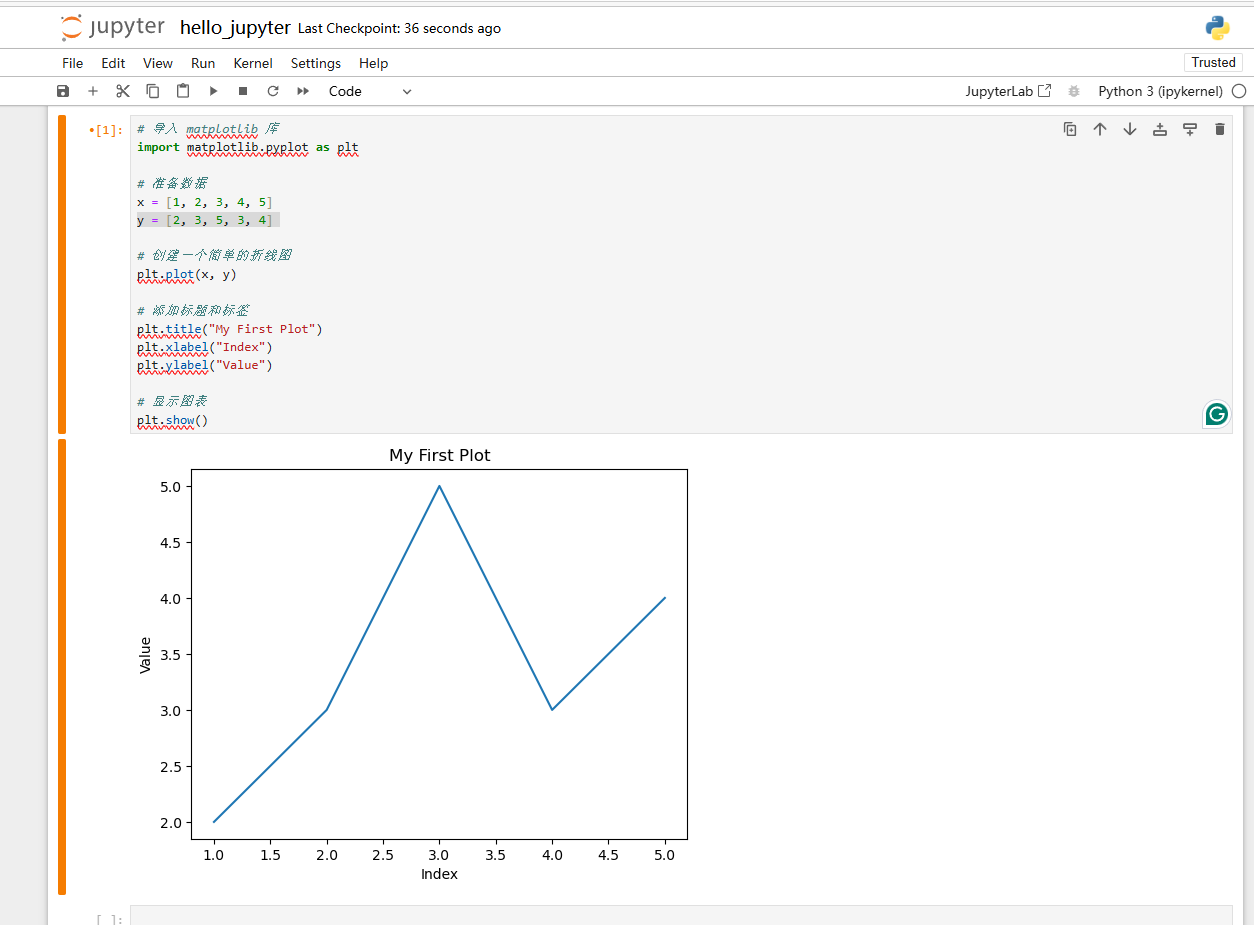 jupyter hello_jupyter Last Checkpoint: 36 seconds ago
File Edit View Run Kernel Settings Help Trusted
Code JupyterLab Python 3 (ipykernel)
•[1]: # 导入 matplotlib 库
import matplotlib.pyplot as plt
# 准备数据
x = [1, 2, 3, 4, 5]
y = [2, 3, 5, 3, 4]
# 创建一个简单的折线图
plt.plot(x, y)
# 添加标题和标签
plt.title("My First Plot")
plt.xlabel("Index")
plt.ylabel("Value")
# 显示图表
plt.show()
My First Plot
5.0
4.5
4.0
3.5
3.0
2.5
2.0
Value
1.0 1.5 2.0 2.5 3.0 3.5 4.0 4.5 5.0
Index
[ ]: